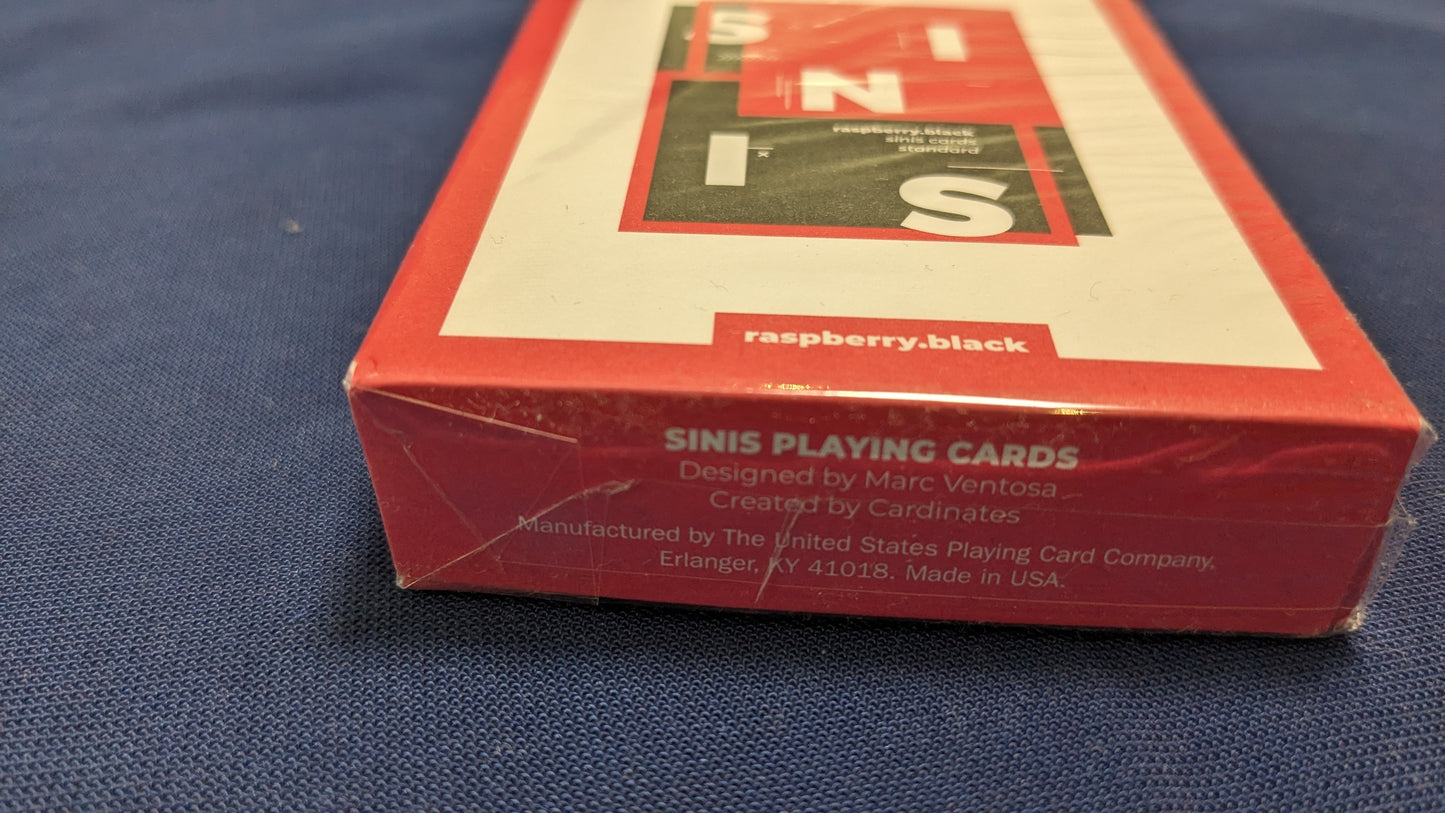 S I
N
raspberry.black
sinis cards
standard
I x
S
raspberry.black
SINIS PLAYING CARDS
Designed by Marc Ventosa
Created by Cardinates
Manufactured by The United States Playing Card Company,
Erlanger, KY 41018. Made in USA.